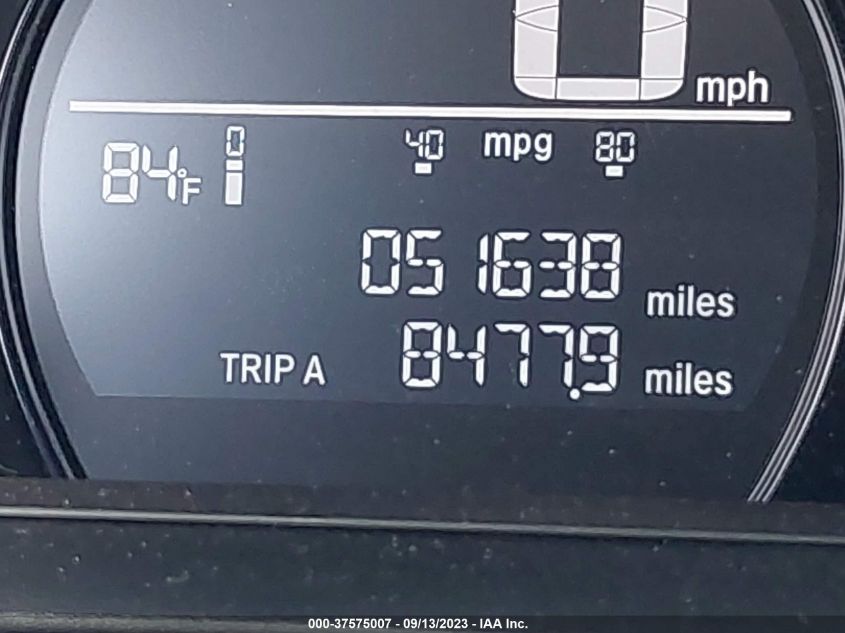 0 mph
84°F 0 40 mpg 80
051638 miles
TRIP A 8477.9 miles
000-37575007 - 09/13/2023 - IAA Inc.